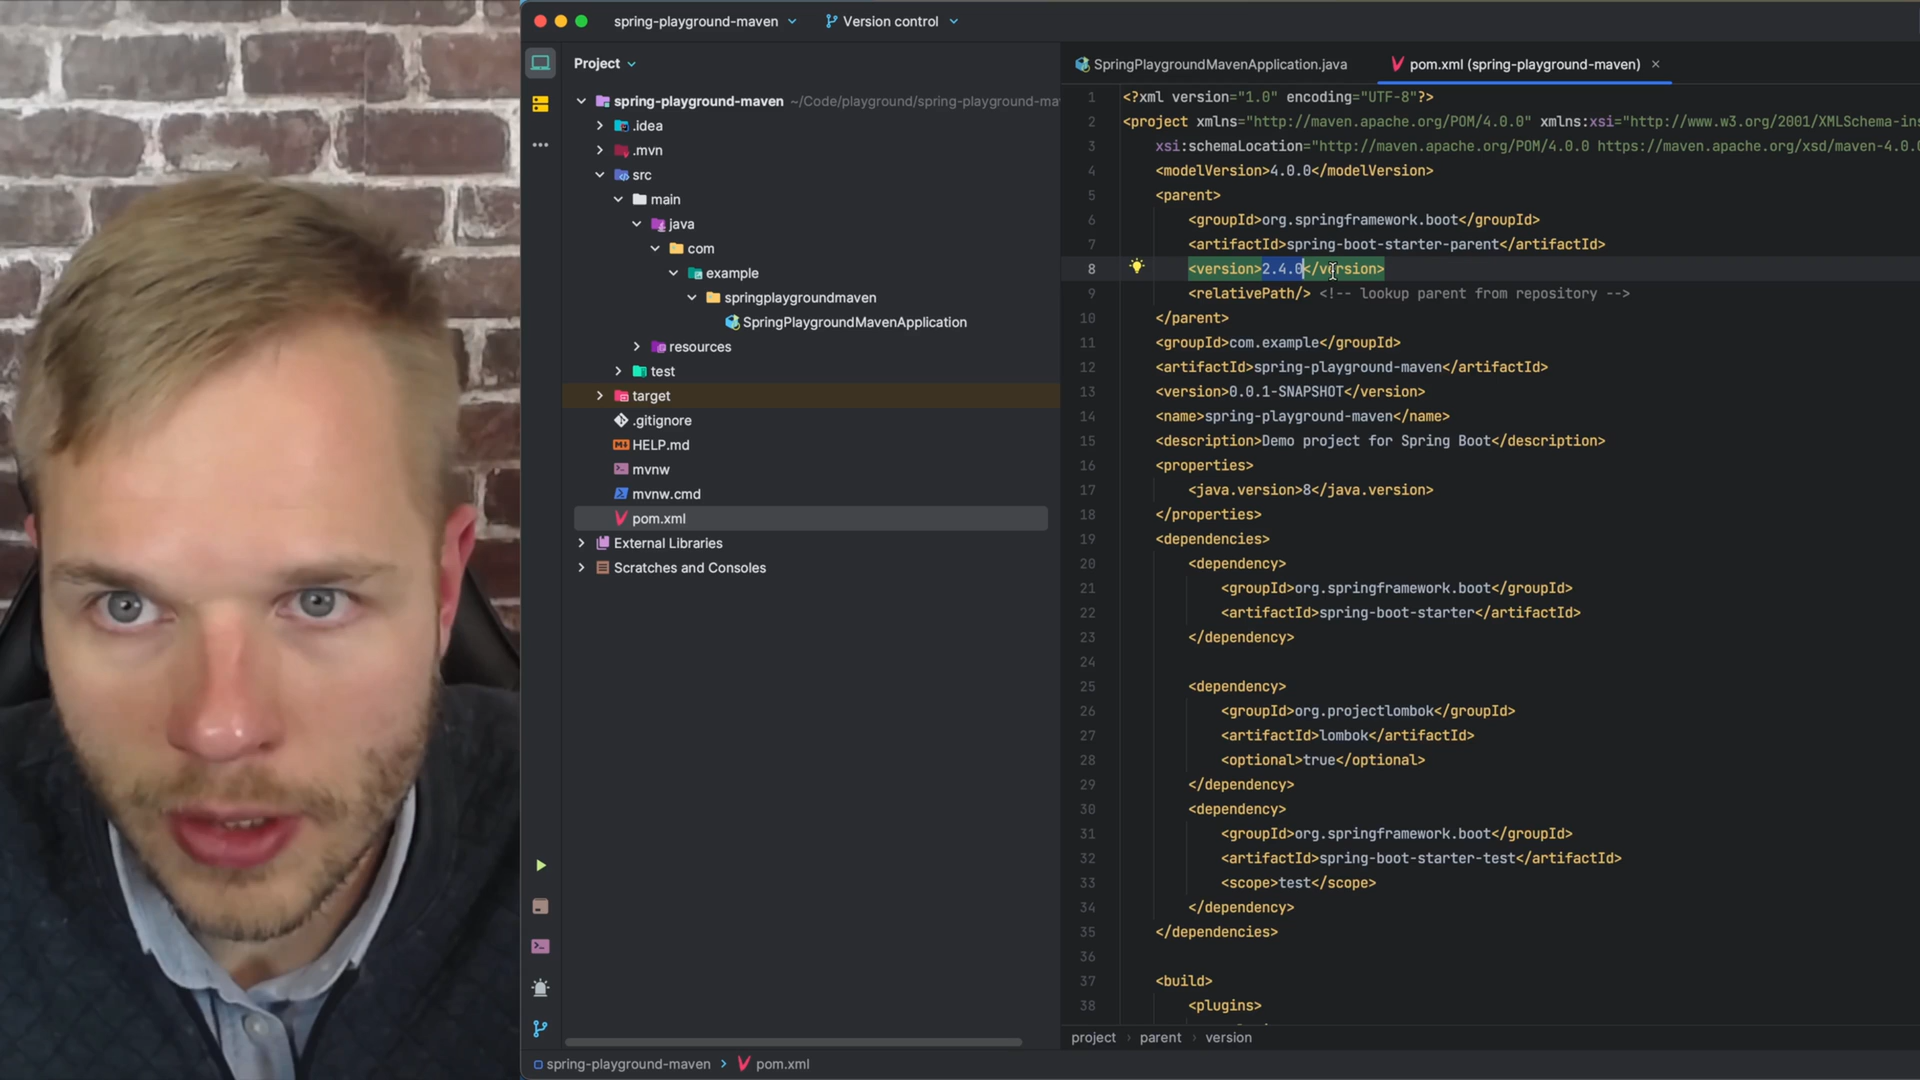 spring-playground-maven
Version control
Project
spring-playground-maven ~/Code/playground/spring-playground-ma
.idea
.mvn
src
main
java
com
example
springplaygroundmaven
SpringPlaygroundMavenApplication
resources
test
target
.gitignore
HELP.md
mvnw
mvnw.cmd
pom.xml
External Libraries
Scratches and Consoles
SpringPlaygroundMavenApplication.java
pom.xml (spring-playground-maven)
1 <?xml version="1.0" encoding="UTF-8"?>
2 <project xmlns="http://maven.apache.org/POM/4.0.0" xmlns:xsi="http://www.w3.org/2001/XMLSchema-ins
3 xsi:schemaLocation="http://maven.apache.org/POM/4.0.0 https://maven.apache.org/xsd/maven-4.0.0
4 <modelVersion>4.0.0</modelVersion>
5 <parent>
6 <groupId>org.springframework.boot</groupId>
7 <artifactId>spring-boot-starter-parent</artifactId>
8 <version>2.4.0</version>
9 <relativePath/> <!-- lookup parent from repository -->
10 </parent>
11 <groupId>com.example</groupId>
12 <artifactId>spring-playground-maven</artifactId>
13 <version>0.0.1-SNAPSHOT</version>
14 <name>spring-playground-maven</name>
15 <description>Demo project for Spring Boot</description>
16 <properties>
17 <java.version>8</java.version>
18 </properties>
19 <dependencies>
20 <dependency>
21 <groupId>org.springframework.boot</groupId>
22 <artifactId>spring-boot-starter</artifactId>
23 </dependency>
24
25 <dependency>
26 <groupId>org.projectlombok</groupId>
27 <artifactId>lombok</artifactId>
28 <optional>true</optional>
29 </dependency>
30 <dependency>
31 <groupId>org.springframework.boot</groupId>
32 <artifactId>spring-boot-starter-test</artifactId>
33 <scope>test</scope>
34 </dependency>
35 </dependencies>
36
37 <build>
38 <plugins>
project > parent > version
spring-playground-maven > pom.xml